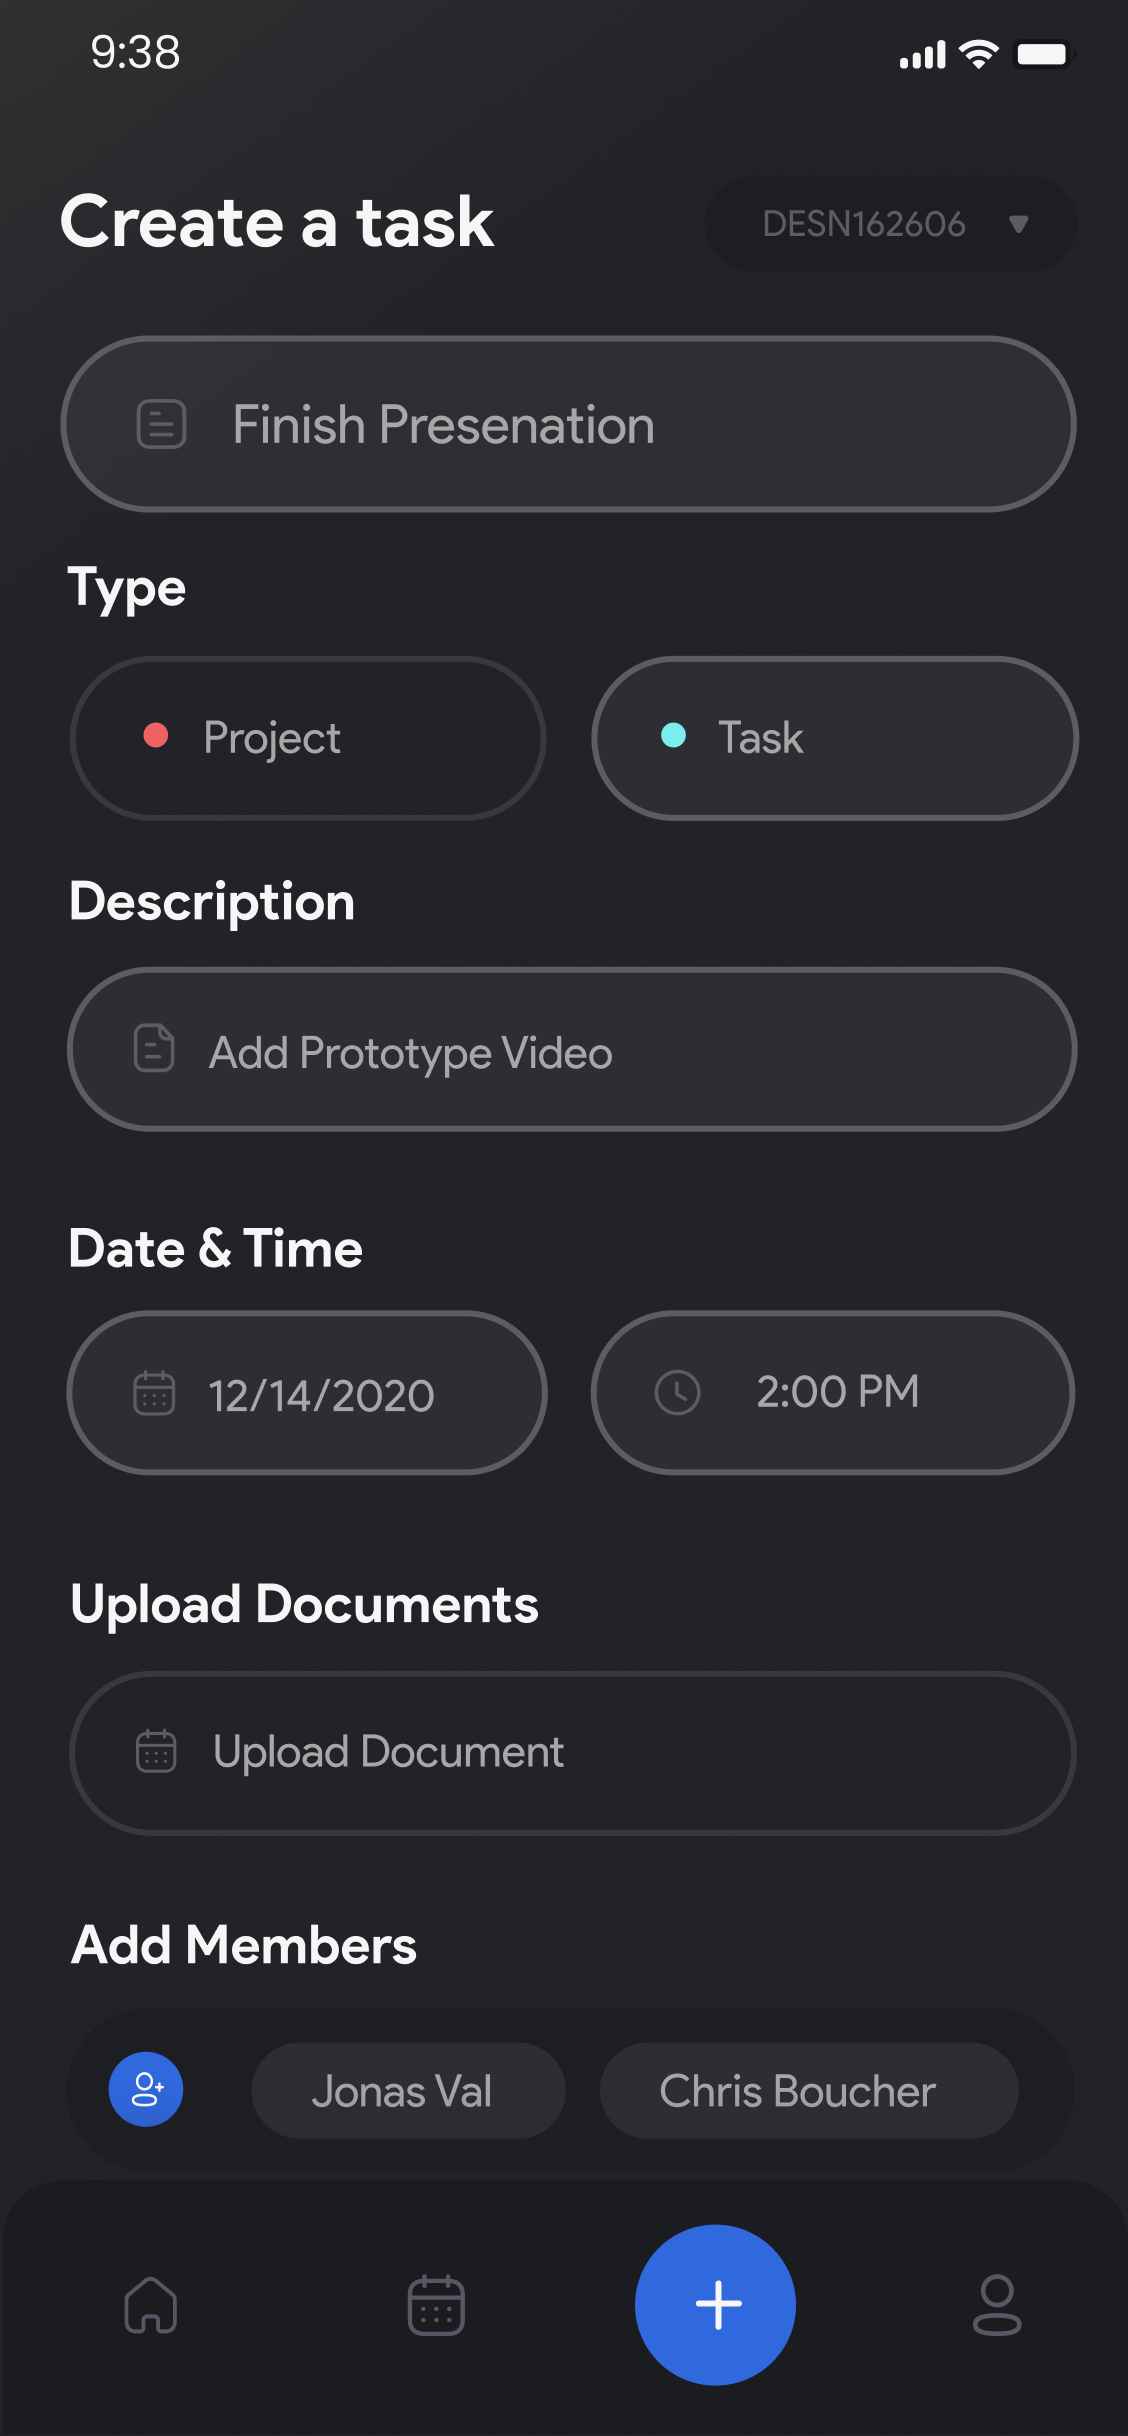 9:38
Create a task
DESN162606
Finish Presenation
Type
Project
Task
Description
Add Prototype Video
Date & Time
12/14/2020
2:00 PM
Upload Documents
Upload Document
Add Members
Jonas Val
Chris Boucher